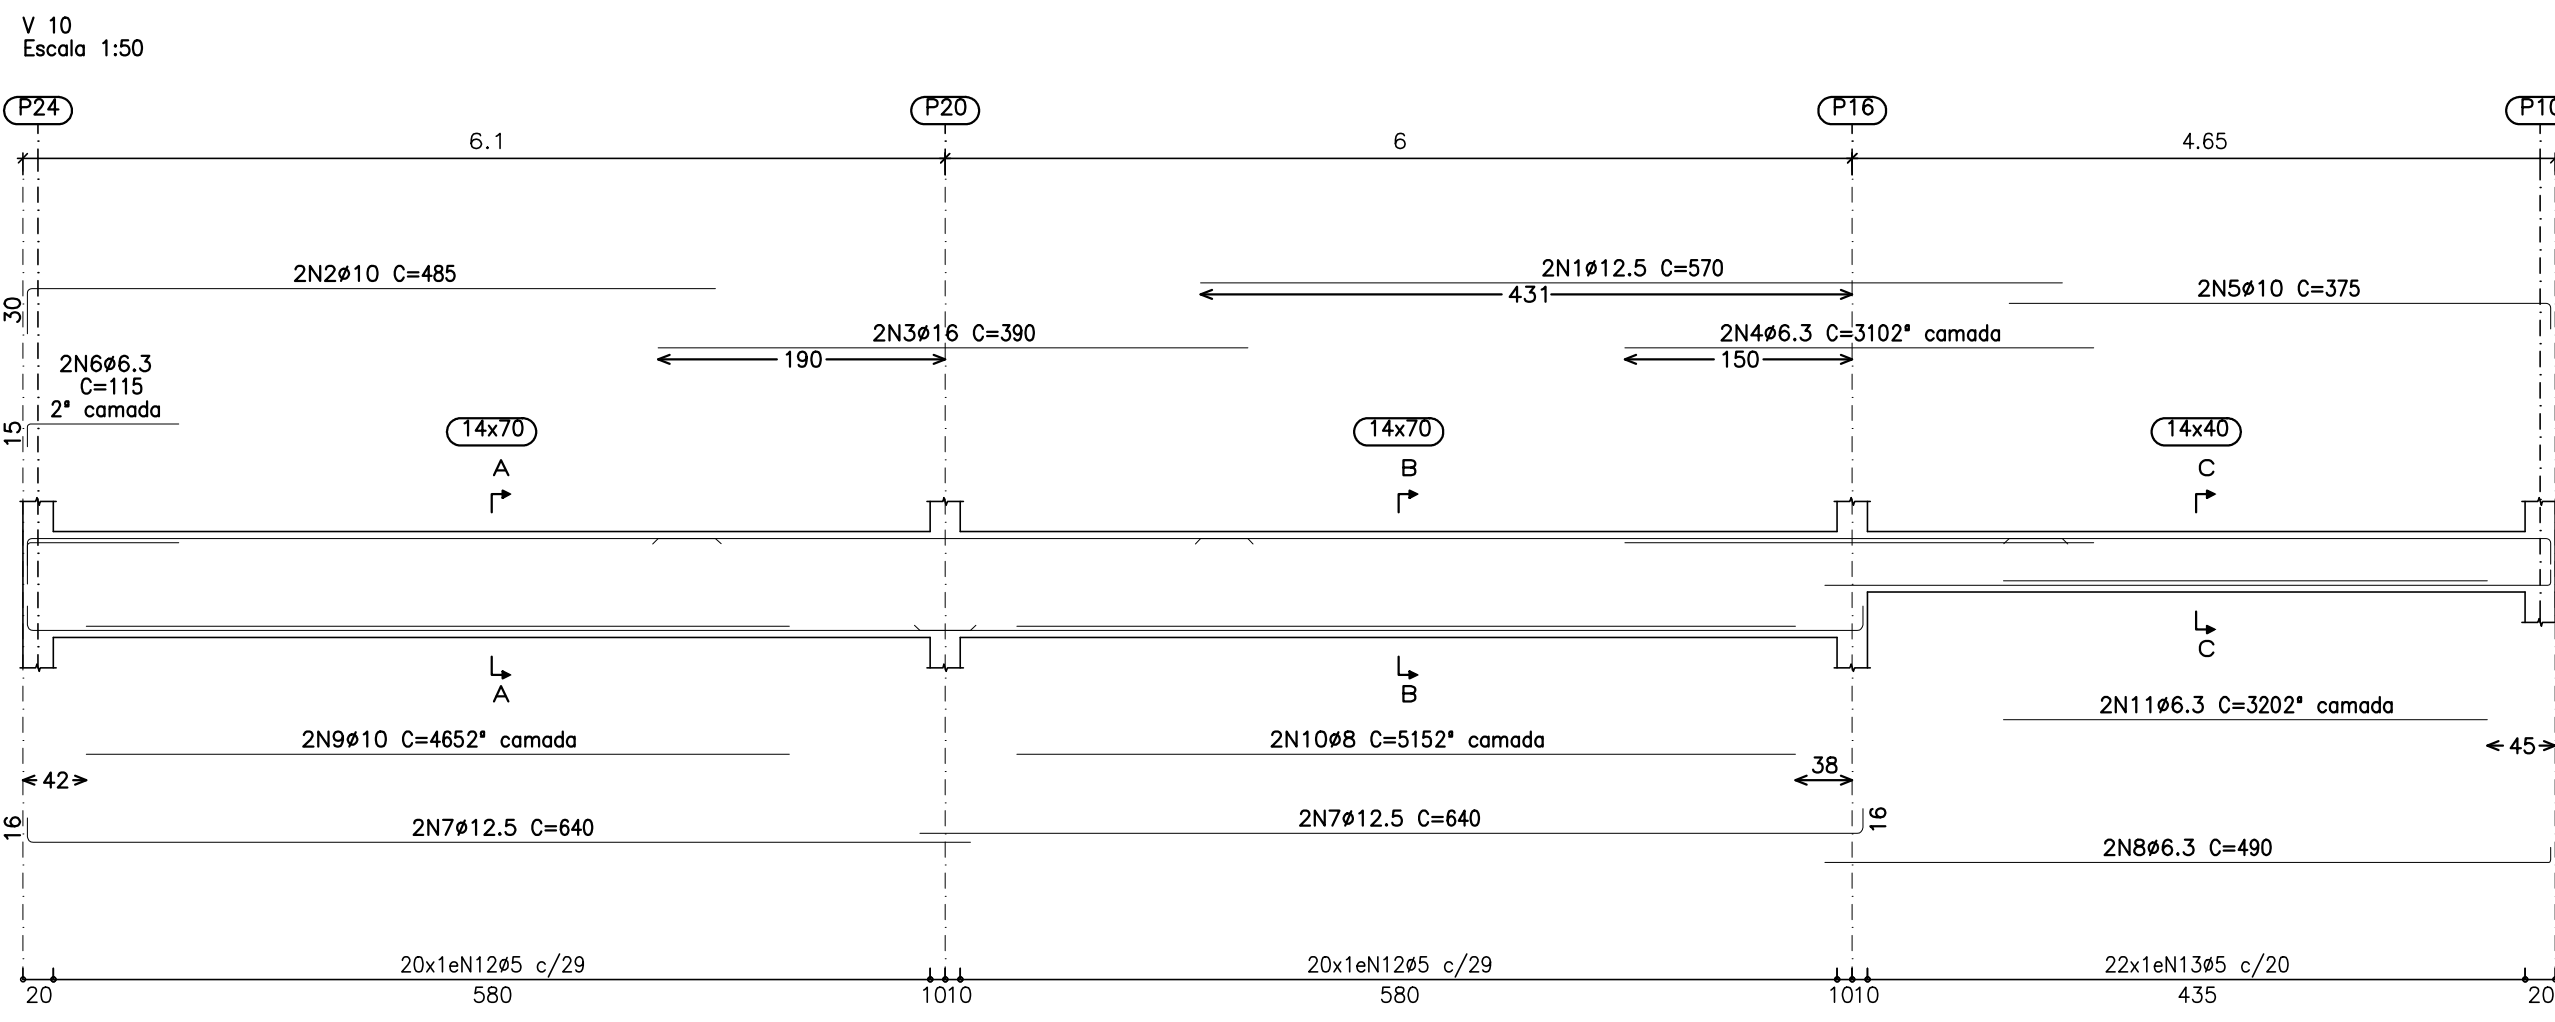 V 10
Escala 1:50
P24
P20
P16
P10
6.1
6
4.65
2N2ø10 C=485
2N1ø12.5 C=570
431
2N5ø10 C=375
30
2N3ø16 C=390
190
2N4ø6.3 C=3102ª camada
150
2N6ø6.3
C=115
2ª camada
15
14x70
14x70
14x40
A
B
C
A
B
C
2N9ø10 C=4652ª camada
2N10ø8 C=5152ª camada
2N11ø6.3 C=3202ª camada
42
38
45
16
2N7ø12.5 C=640
2N7ø12.5 C=640
16
2N8ø6.3 C=490
20x1eN12ø5 c/29
20x1eN12ø5 c/29
22x1eN13ø5 c/20
20
580
1010
580
1010
435
20